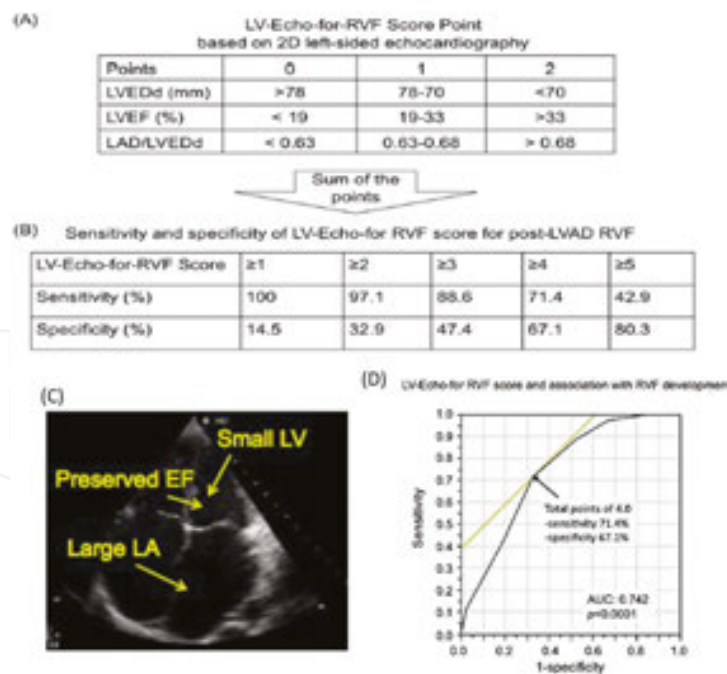 (A)
LV-Echo-for-RVF Score Point
based on 2D left-sided echocardiography
Points 0 1 2
LVEDd (mm) >78 78-70 <70
LVEF (%) < 19 19-33 >33
LAD/LVEDd < 0.63 0.63-0.68 > 0.68
Sum of the
points
(B) Sensitivity and specificity of LV-Echo-for RVF score for post-LVAD RVF
LV-Echo-for-RVF Score ≥1 ≥2 ≥3 ≥4 ≥5
Sensitivity (%) 100 97.1 88.6 71.4 42.9
Specificity (%) 14.5 32.9 47.4 67.1 80.3
(C)
Small LV
Preserved EF
Large LA
(D) LV-Echo-for RVF score and association with RVF development
1.0
0.9
0.8
0.7
0.6
0.5
0.4
0.3
0.2
0.1
0.0
Sensitivity
Total points of 4.0
-sensitivity 71.4%
-specificity 67.1%
AUC: 0.742
p=0.0001
0.0 0.2 0.4 0.6 0.8 1.0
1-specificity